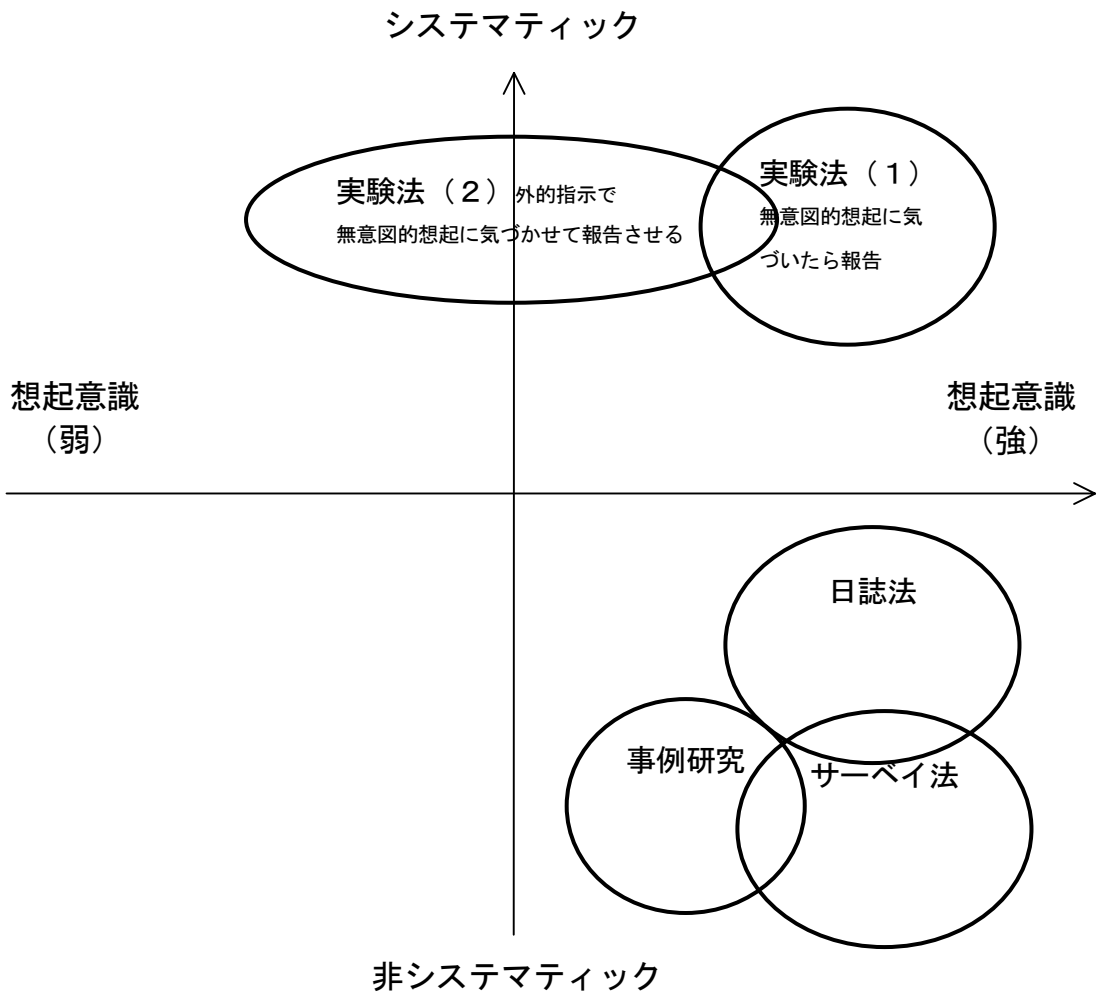 システマティック
実験法（２）外的指示で
無意図的想起に気づかせて報告させる
実験法（１）
無意図的想起に気
づいたら報告
想起意識
（弱）
想起意識
（強）
日誌法
事例研究
サーベイ法
非システマティック